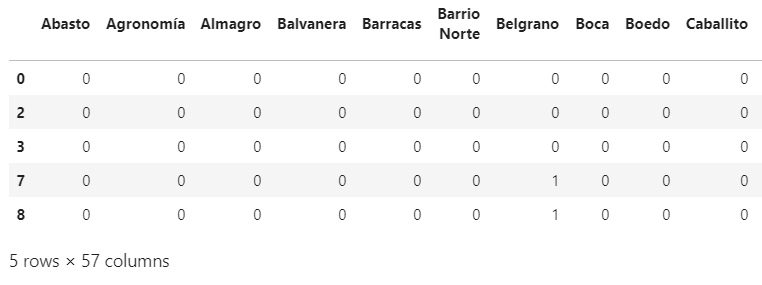 Abasto Agronomía Almagro Balvanera Barracas Barrio Norte Belgrano Boca Boedo Caballito
0 0 0 0 0 0 0 0 0 0 0
2 0 0 0 0 0 0 0 0 0 0
3 0 0 0 0 0 0 0 0 0 0
7 0 0 0 0 0 0 1 0 0 0
8 0 0 0 0 0 0 1 0 0 0
5 rows × 57 columns